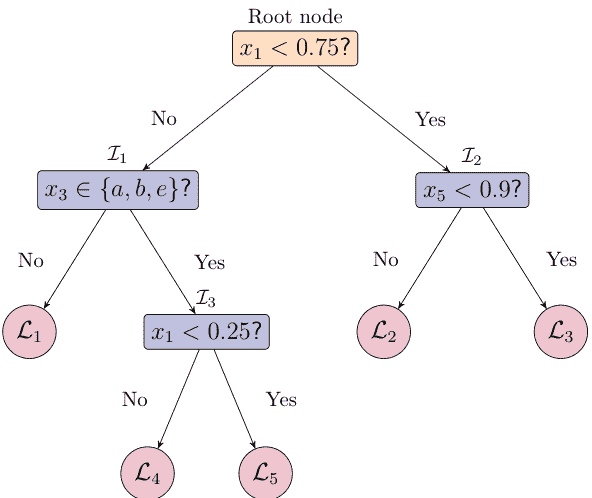 Root node
x₁ < 0.75?
No
Yes
ℐ₁
ℐ₂
x₃ ∈ {a, b, e}?
x₅ < 0.9?
No
Yes
No
Yes
ℐ₃
ℒ₁
x₁ < 0.25?
ℒ₂
ℒ₃
No
Yes
ℒ₄
ℒ₅